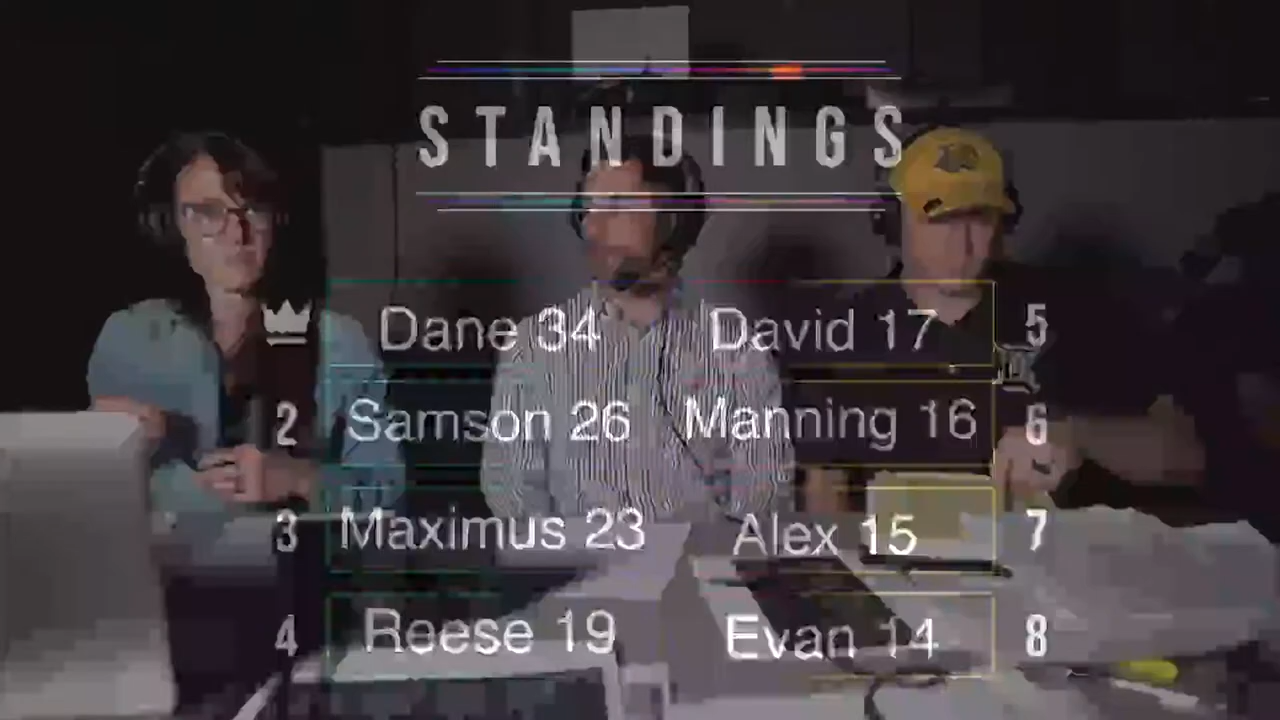 STANDINGS
Dane 34 David 17 5
2 Samson 26 Manning 16 6
3 Maximus 23 Alex 15 7
4 Reese 19 Evan 14 8